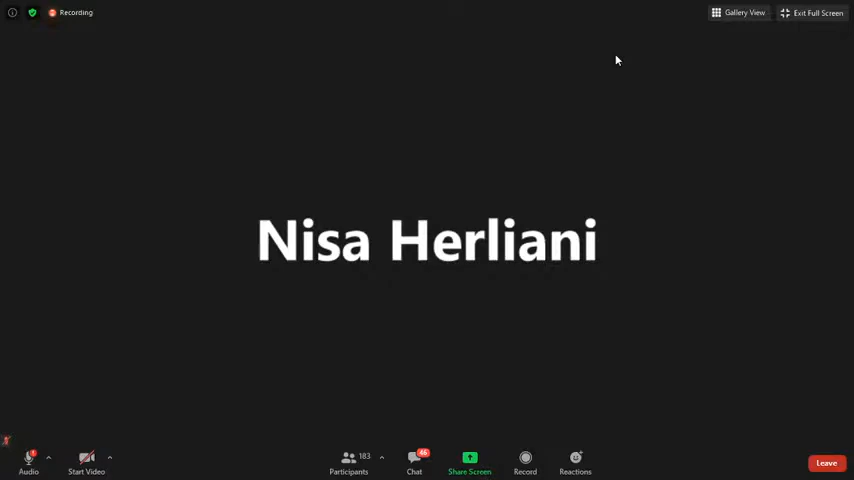 Recording
Gallery View
Exit Full Screen
Nisa Herliani
Audio
Start Video
183
Participants
46
Chat
Share Screen
Record
Reactions
Leave